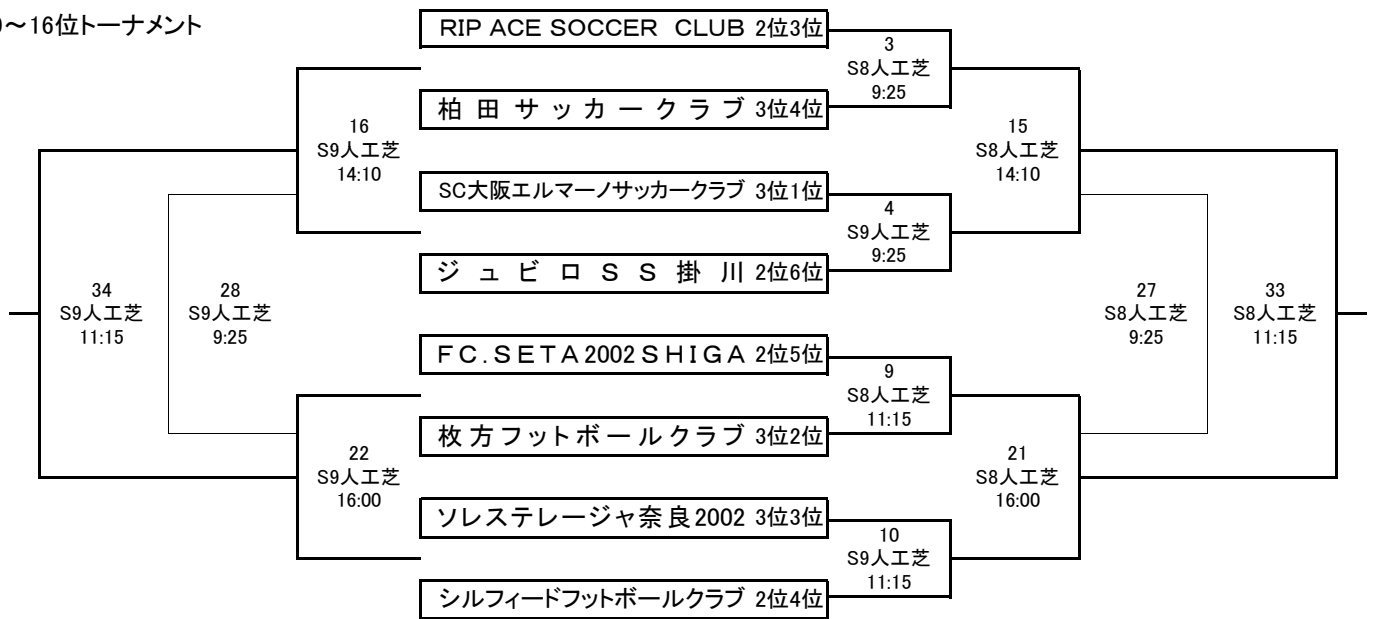 ～16位トーナメント
RIP ACE SOCCER CLUB 2位3位
3
S8人工芝
9:25
柏田サッカークラブ 3位4位
16
S9人工芝
14:10
15
S8人工芝
14:10
SC大阪エルマーノサッカークラブ 3位1位
4
S9人工芝
9:25
ジュビロSS掛川 2位6位
34
S9人工芝
11:15
28
S9人工芝
9:25
27
S8人工芝
9:25
33
S8人工芝
11:15
FC.SETA2002SHIGA 2位5位
9
S8人工芝
11:15
枚方フットボールクラブ 3位2位
22
S9人工芝
16:00
21
S8人工芝
16:00
ソレステレージャ奈良2002 3位3位
10
S9人工芝
11:15
シルフィードフットボールクラブ 2位4位